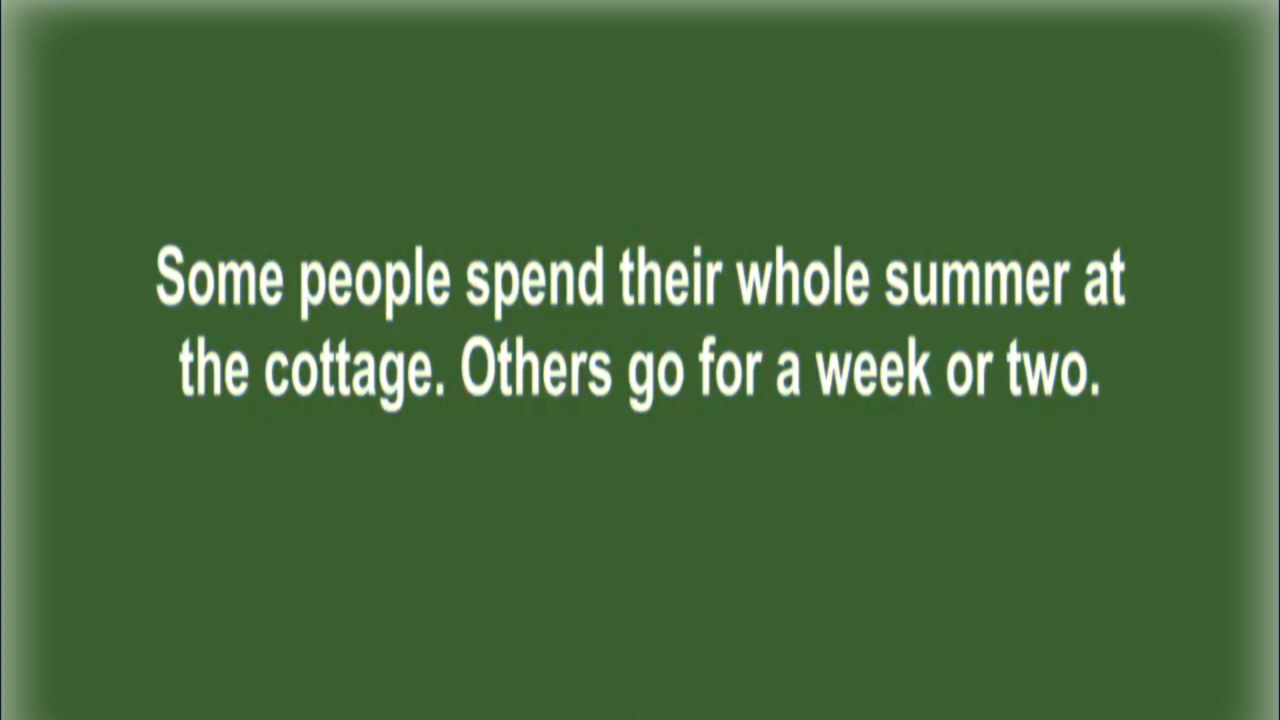 Some people spend their whole summer at
the cottage. Others go for a week or two.